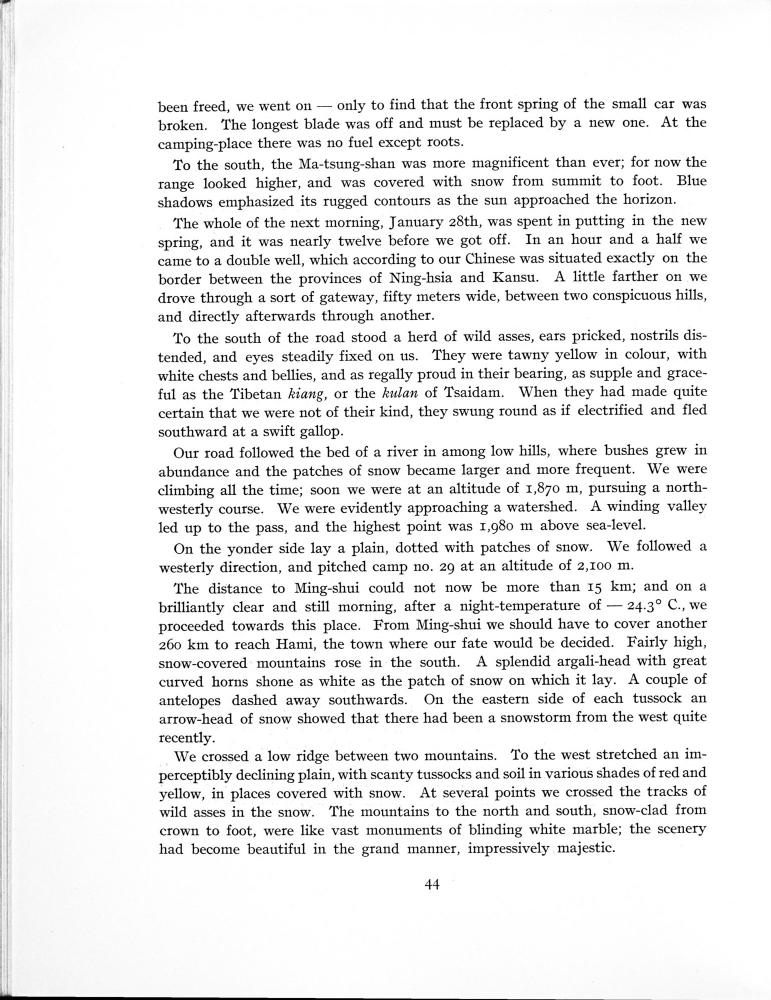 been freed, we went on — only to find that the front spring of the small car was
broken. The longest blade was off and must be replaced by a new one. At the
camping-place there was no fuel except roots.
To the south, the Ma-tsung-shan was more magnificent than ever; for now the
range looked higher, and was covered with snow from summit to foot. Blue
shadows emphasized its rugged contours as the sun approached the horizon.
The whole of the next morning, January 28th, was spent in putting in the new
spring, and it was nearly twelve before we got off. In an hour and a half we
came to a double well, which according to our Chinese was situated exactly on the
border between the provinces of Ning-hsia and Kansu. A little farther on we
drove through a sort of gateway, fifty meters wide, between two conspicuous hills,
and directly afterwards through another.
To the south of the road stood a herd of wild asses, ears pricked, nostrils dis-
tended, and eyes steadily fixed on us. They were tawny yellow in colour, with
white chests and bellies, and as regally proud in their bearing, as supple and grace-
ful as the Tibetan kiang, or the kulan of Tsaidam. When they had made quite
certain that we were not of their kind, they swung round as if electrified and fled
southward at a swift gallop.
Our road followed the bed of a river in among low hills, where bushes grew in
abundance and the patches of snow became larger and more frequent. We were
climbing all the time; soon we were at an altitude of 1,870 m, pursuing a north-
westerly course. We were evidently approaching a watershed. A winding valley
led up to the pass, and the highest point was 1,980 m above sea-level.
On the yonder side lay a plain, dotted with patches of snow. We followed a
westerly direction, and pitched camp no. 29 at an altitude of 2,100 m.
The distance to Ming-shui could not now be more than 15 km; and on a
brilliantly clear and still morning, after a night-temperature of — 24.3° C., we
proceeded towards this place. From Ming-shui we should have to cover another
260 km to reach Hami, the town where our fate would be decided. Fairly high,
snow-covered mountains rose in the south. A splendid argali-head with great
curved horns shone as white as the patch of snow on which it lay. A couple of
antelopes dashed away southwards. On the eastern side of each tussock an
arrow-head of snow showed that there had been a snowstorm from the west quite
recently.
We crossed a low ridge between two mountains. To the west stretched an im-
perceptibly declining plain, with scanty tussocks and soil in various shades of red and
yellow, in places covered with snow. At several points we crossed the tracks of
wild asses in the snow. The mountains to the north and south, snow-clad from
crown to foot, were like vast monuments of blinding white marble; the scenery
had become beautiful in the grand manner, impressively majestic.
44